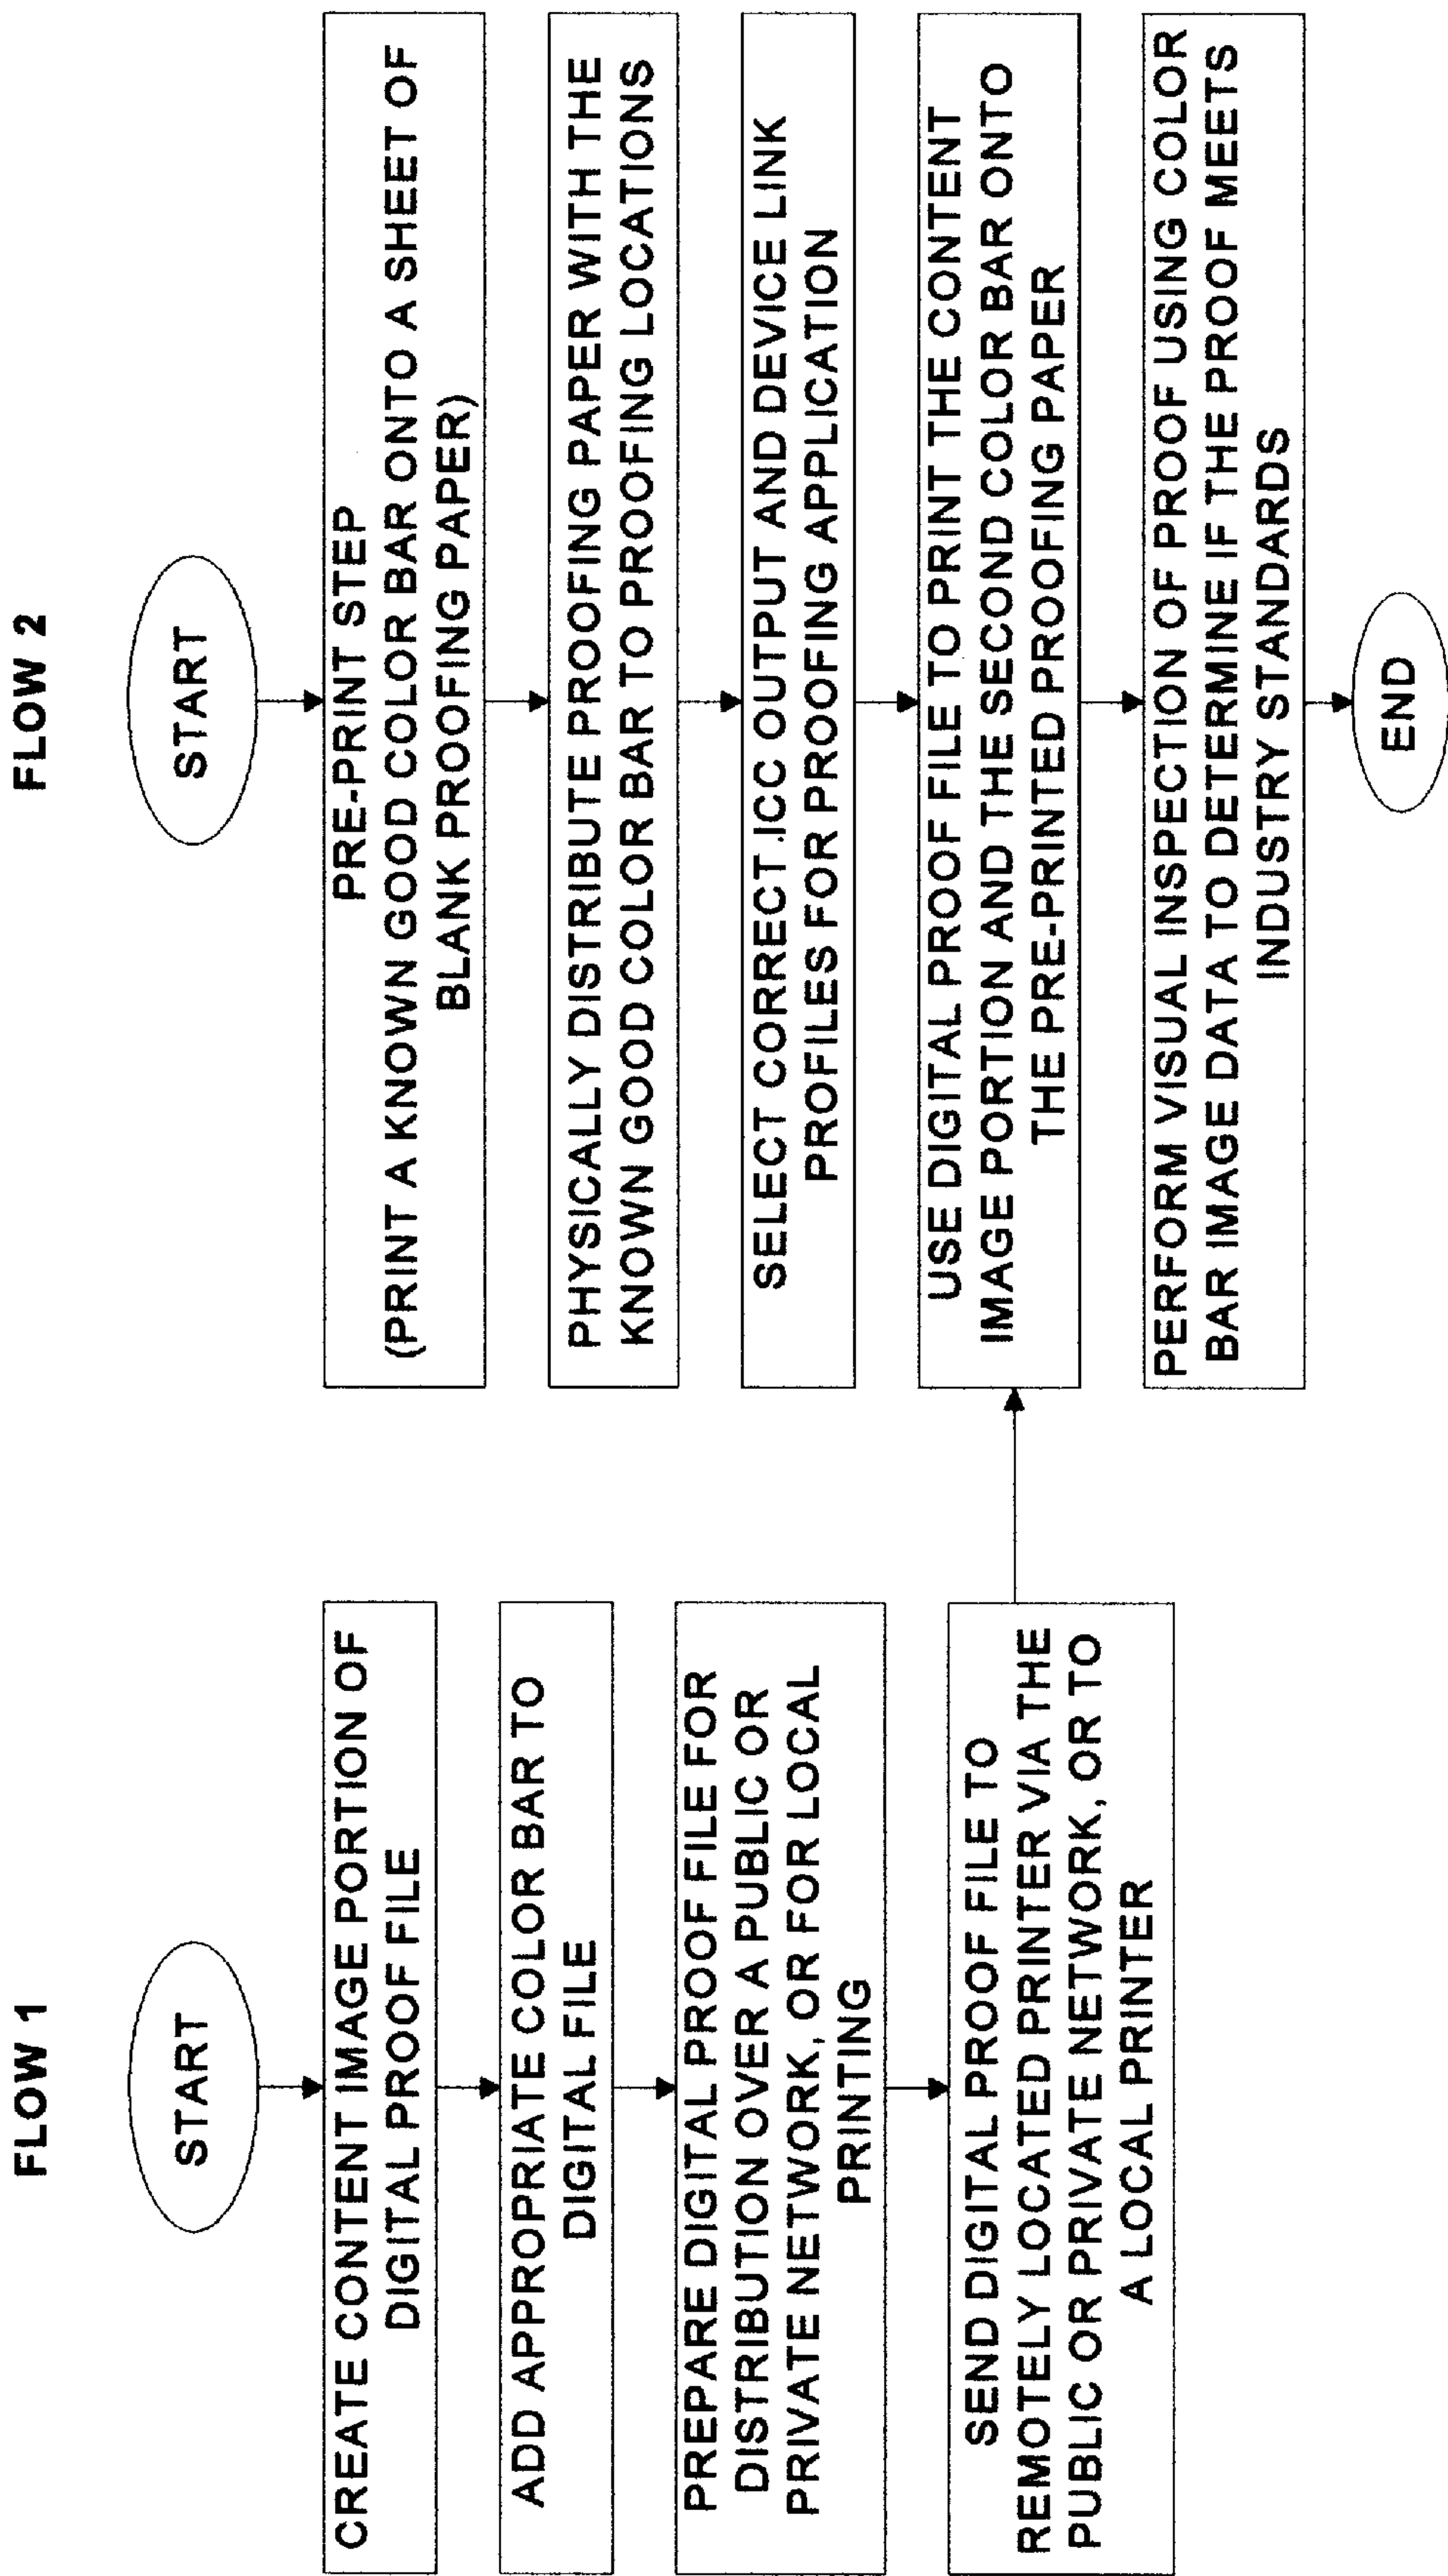 FLOW 1
START
CREATE CONTENT IMAGE PORTION OF
DIGITAL PROOF FILE
ADD APPROPRIATE COLOR BAR TO
DIGITAL FILE
PREPARE DIGITAL PROOF FILE FOR
DISTRIBUTION OVER A PUBLIC OR
PRIVATE NETWORK, OR FOR LOCAL
PRINTING
SEND DIGITAL PROOF FILE TO
REMOTELY LOCATED PRINTER VIA THE
PUBLIC OR PRIVATE NETWORK, OR TO
A LOCAL PRINTER
FLOW 2
START
PRE-PRINT STEP
(PRINT A KNOWN GOOD COLOR BAR ONTO A SHEET OF
BLANK PROOFING PAPER)
PHYSICALLY DISTRIBUTE PROOFING PAPER WITH THE
KNOWN GOOD COLOR BAR TO PROOFING LOCATIONS
SELECT CORRECT .ICC OUTPUT AND DEVICE LINK
PROFILES FOR PROOFING APPLICATION
USE DIGITAL PROOF FILE TO PRINT THE CONTENT
IMAGE PORTION AND THE SECOND COLOR BAR ONTO
THE PRE-PRINTED PROOFING PAPER
PERFORM VISUAL INSPECTION OF PROOF USING COLOR
BAR IMAGE DATA TO DETERMINE IF THE PROOF MEETS
INDUSTRY STANDARDS
END